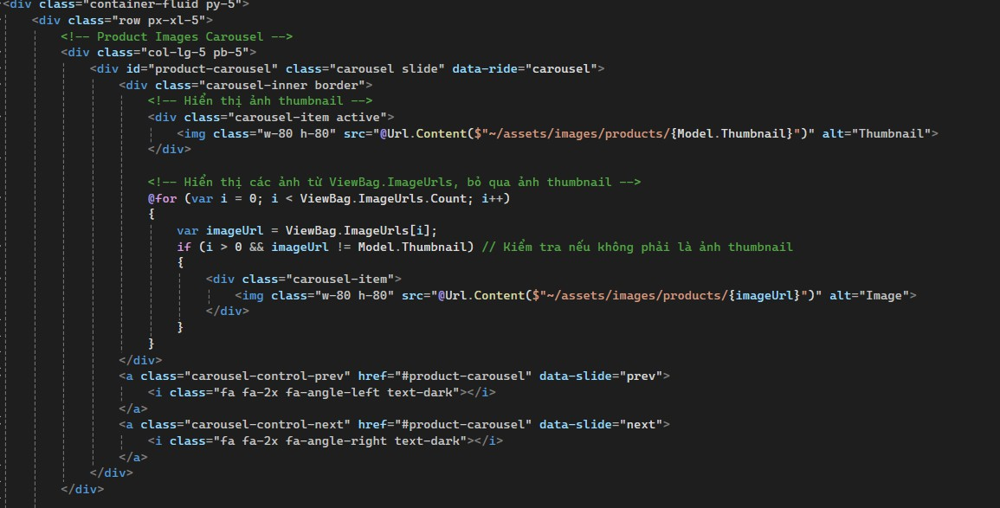 <div class="container-fluid py-5">
<div class="row px-xl-5">
<!-- Product Images Carousel -->
<div class="col-lg-5 pb-5">
<div id="product-carousel" class="carousel slide" data-ride="carousel">
<div class="carousel-inner border">
<!-- Hiển thị ảnh thumbnail -->
<div class="carousel-item active">
<img class="w-80 h-80" src="@Url.Content($"~/assets/images/products/{Model.Thumbnail}")" alt="Thumbnail">
</div>
<!-- Hiển thị các ảnh từ ViewBag.ImageUrls, bỏ qua ảnh thumbnail -->
@for (var i = 0; i < ViewBag.ImageUrls.Count; i++)
{
var imageUrl = ViewBag.ImageUrls[i];
if (i > 0 && imageUrl != Model.Thumbnail) // Kiểm tra nếu không phải là ảnh thumbnail
{
<div class="carousel-item">
<img class="w-80 h-80" src="@Url.Content($"~/assets/images/products/{imageUrl}")" alt="Image">
</div>
}
}
</div>
<a class="carousel-control-prev" href="#product-carousel" data-slide="prev">
<i class="fa fa-2x fa-angle-left text-dark"></i>
</a>
<a class="carousel-control-next" href="#product-carousel" data-slide="next">
<i class="fa fa-2x fa-angle-right text-dark"></i>
</a>
</div>
</div>